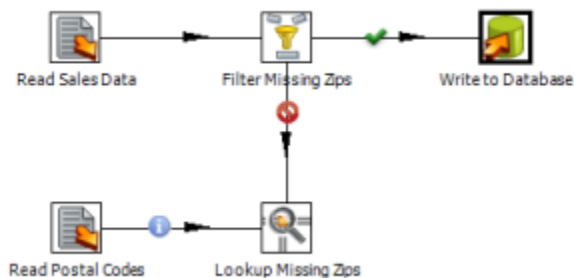 Read Sales Data
Filter Missing Zips
Write to Database
Read Postal Codes
Lookup Missing Zips